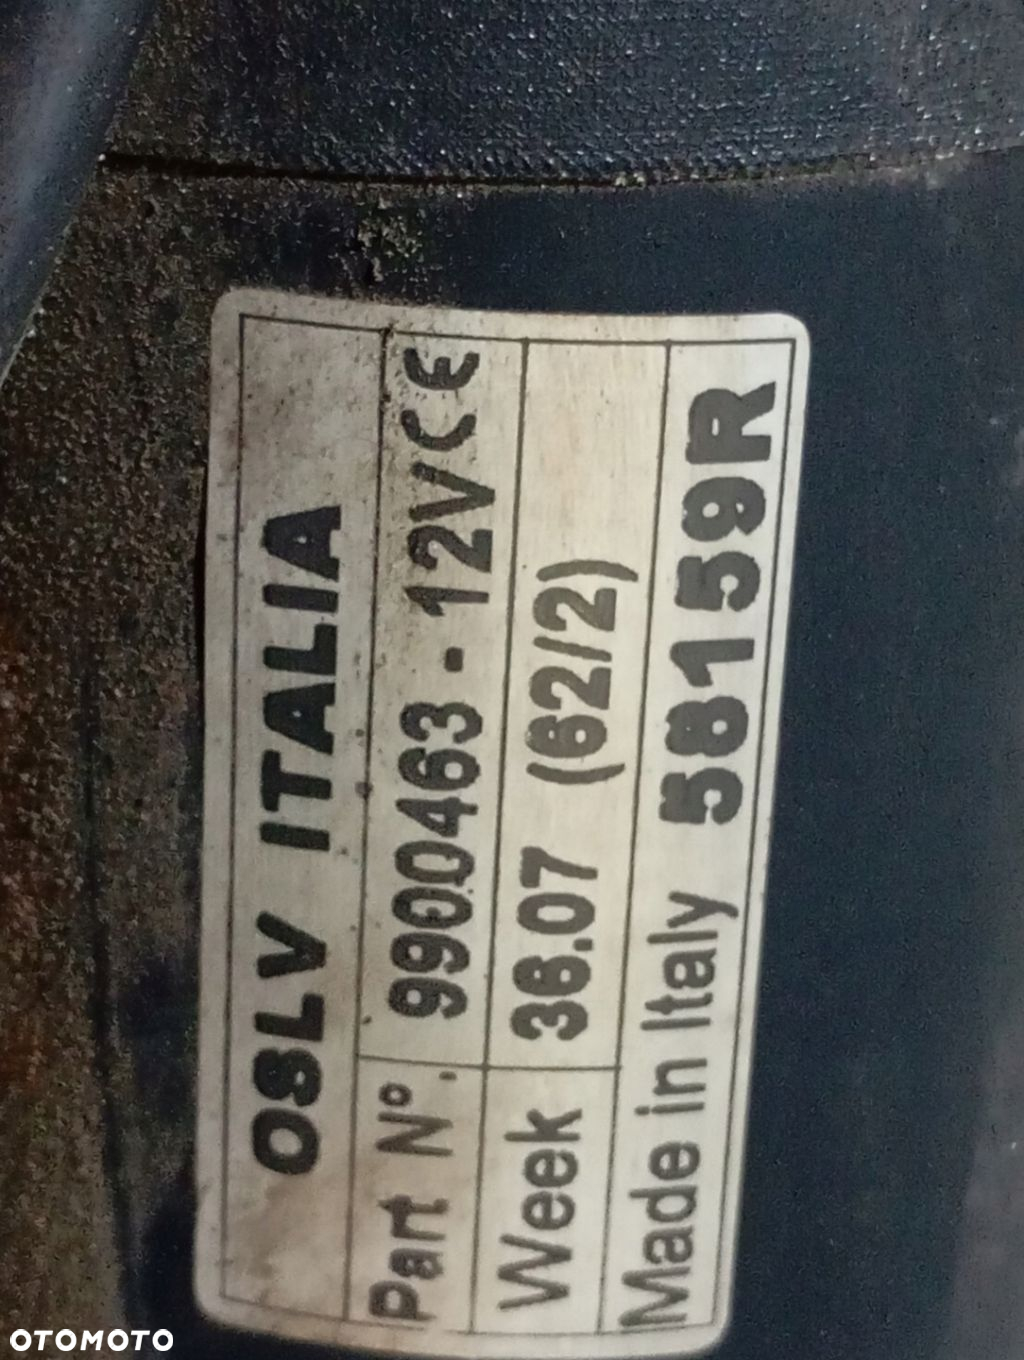 OSLV ITALIA
Part N°. 9900463 - 12V CE
Week 38.07 (62/2)
Made in Italy 58159R
OTOMOTO